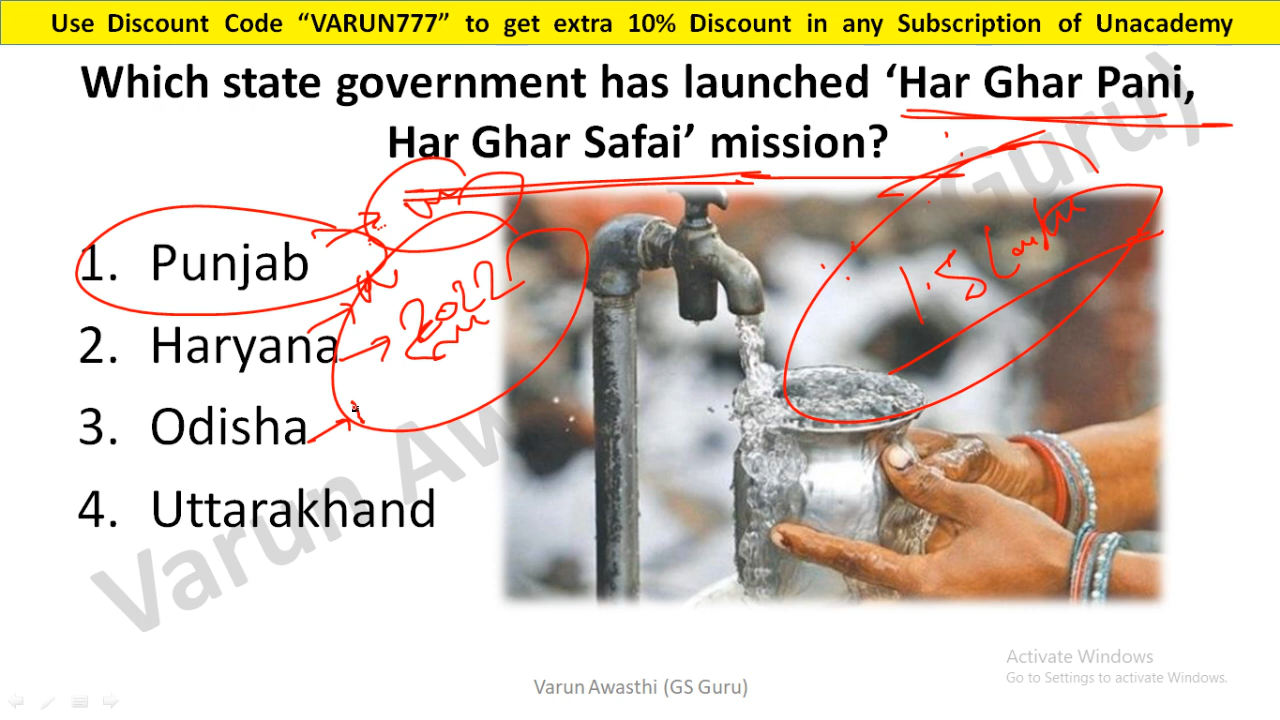 Use Discount Code “VARUN777” to get extra 10% Discount in any Subscription of Unacademy
Which state government has launched ‘Har Ghar Pani,
Har Ghar Safai’ mission?
1. Punjab
2. Haryana
3. Odisha
4. Uttarakhand
2022
1.5
Activate Windows
Go to Settings to activate Windows.
Varun Awasthi (GS Guru)